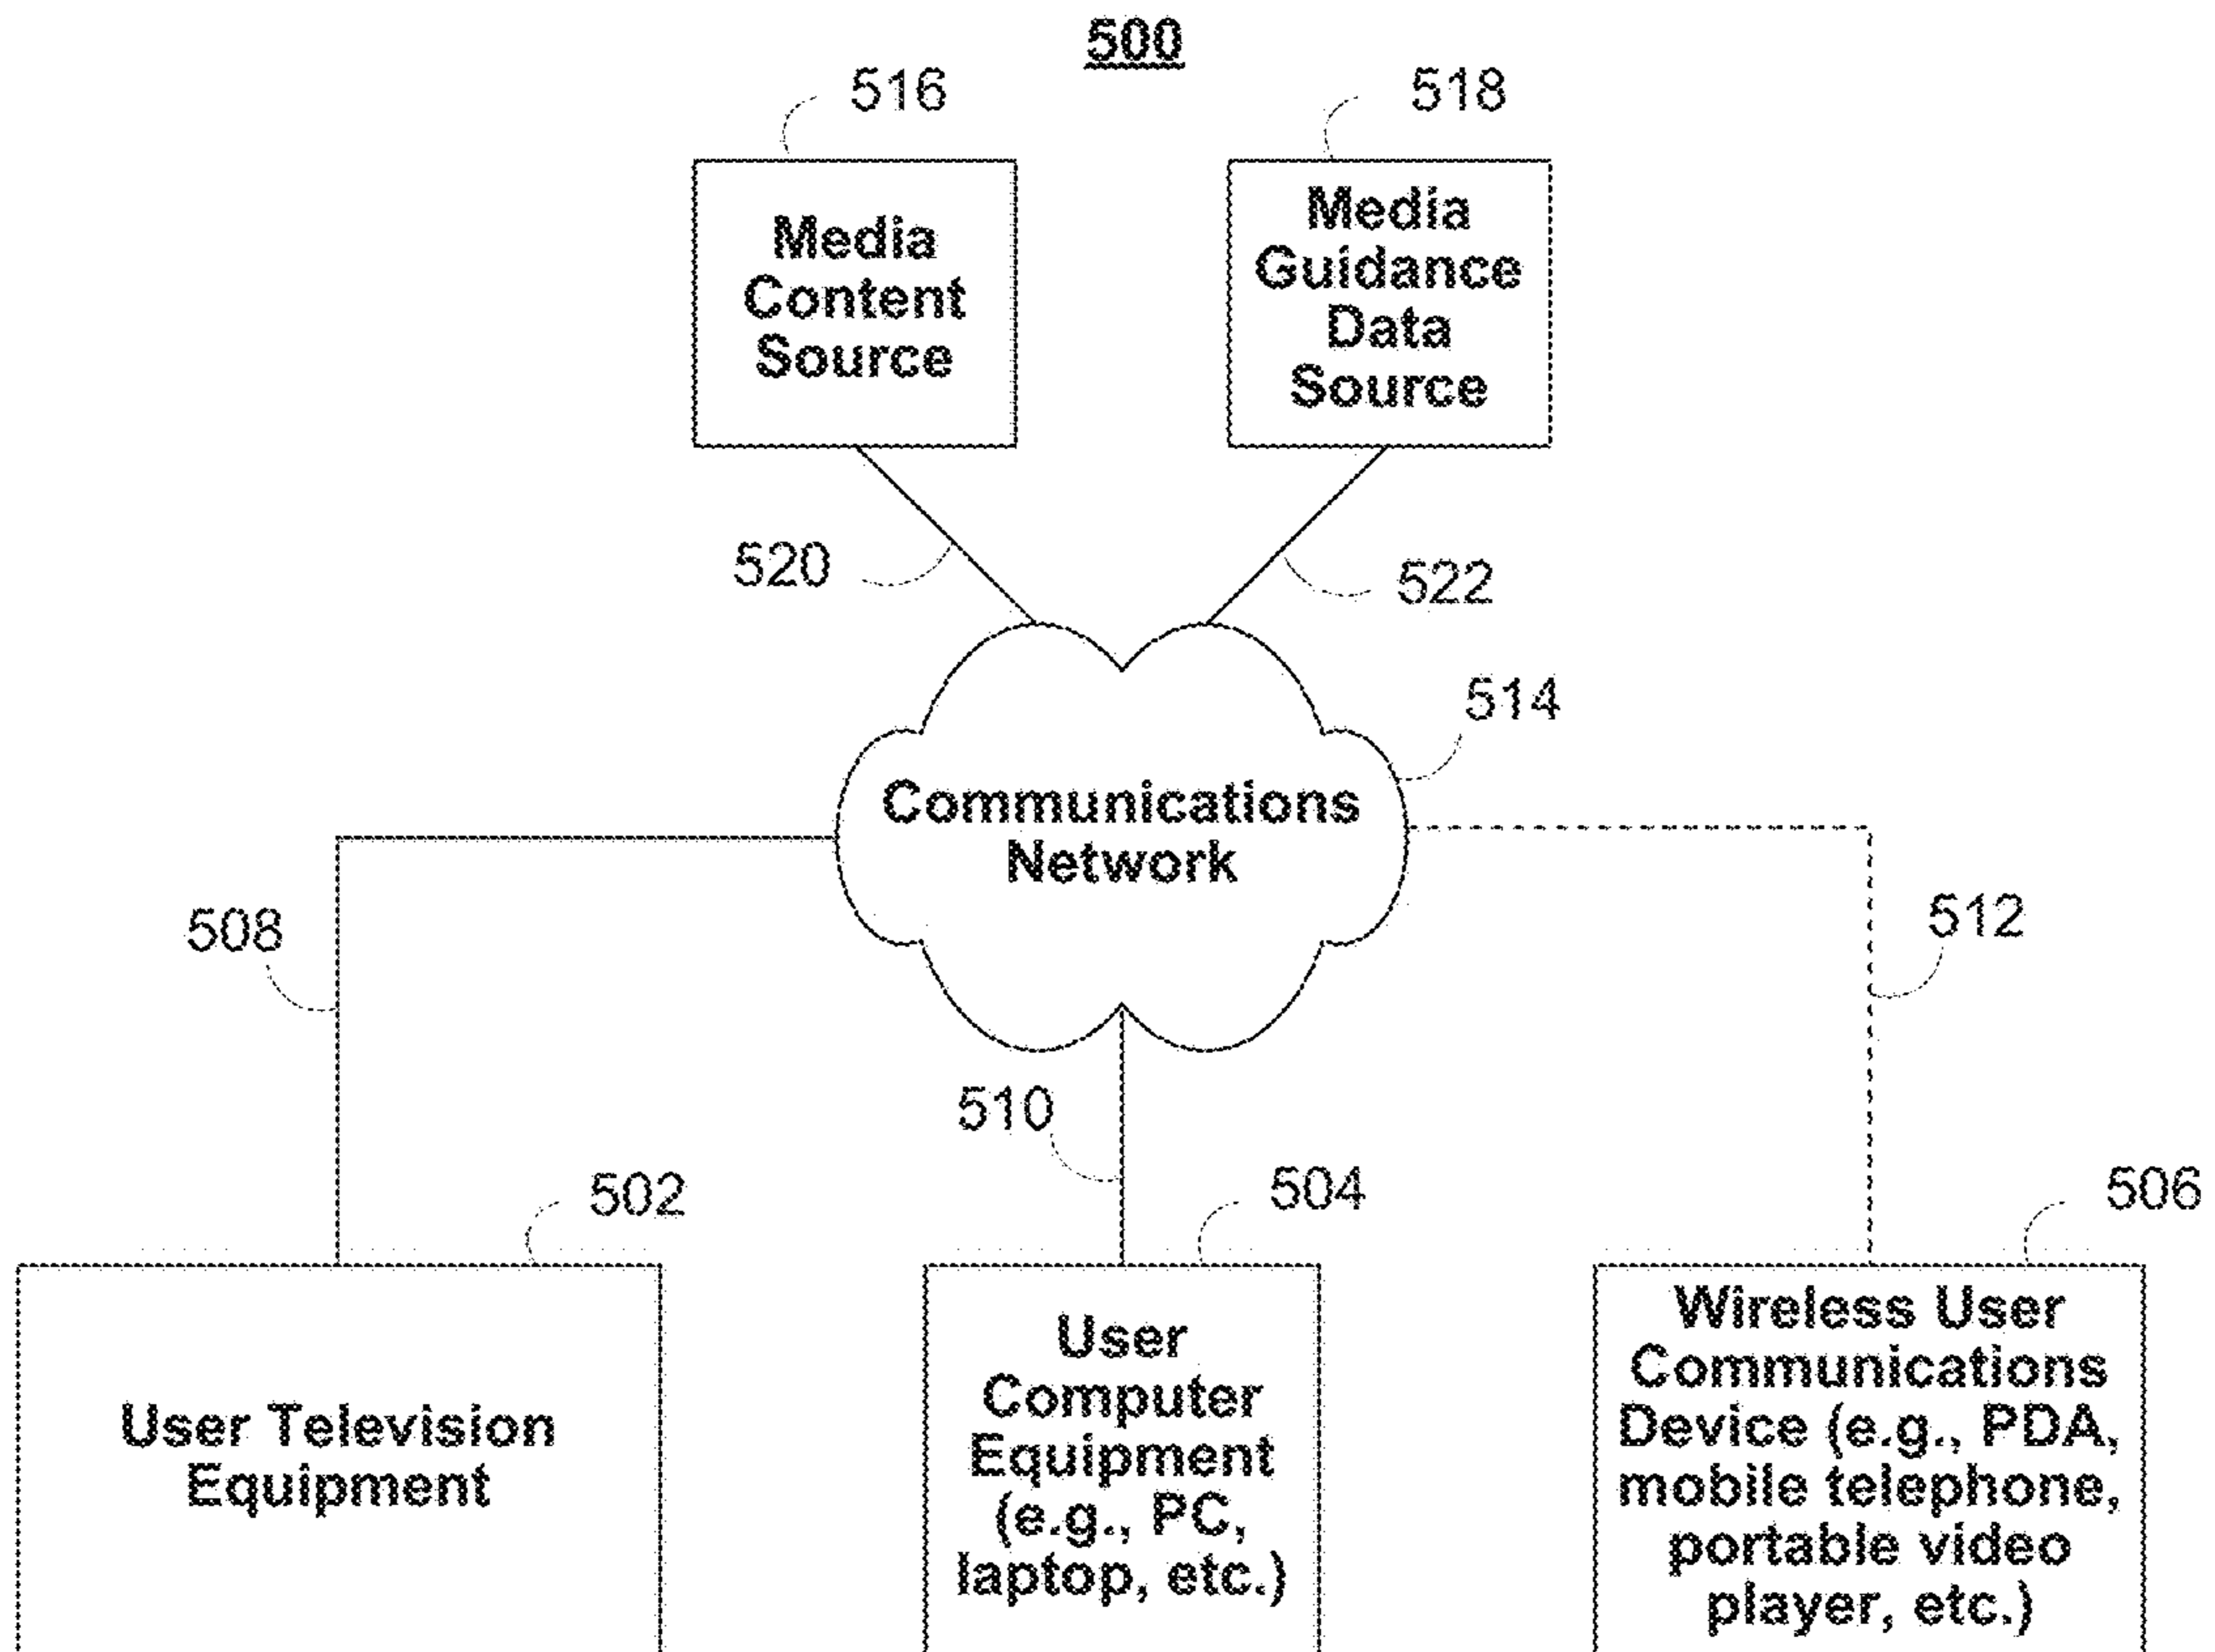 500
516
518
Media
Content
Source
Media
Guidance
Data
Source
520
522
514
Communications
Network
508
512
510
502
504
506
User Television
Equipment
User
Computer
Equipment
(e.g., PC,
laptop, etc.)
Wireless User
Communications
Device (e.g., PDA,
mobile telephone,
portable video
player, etc.)